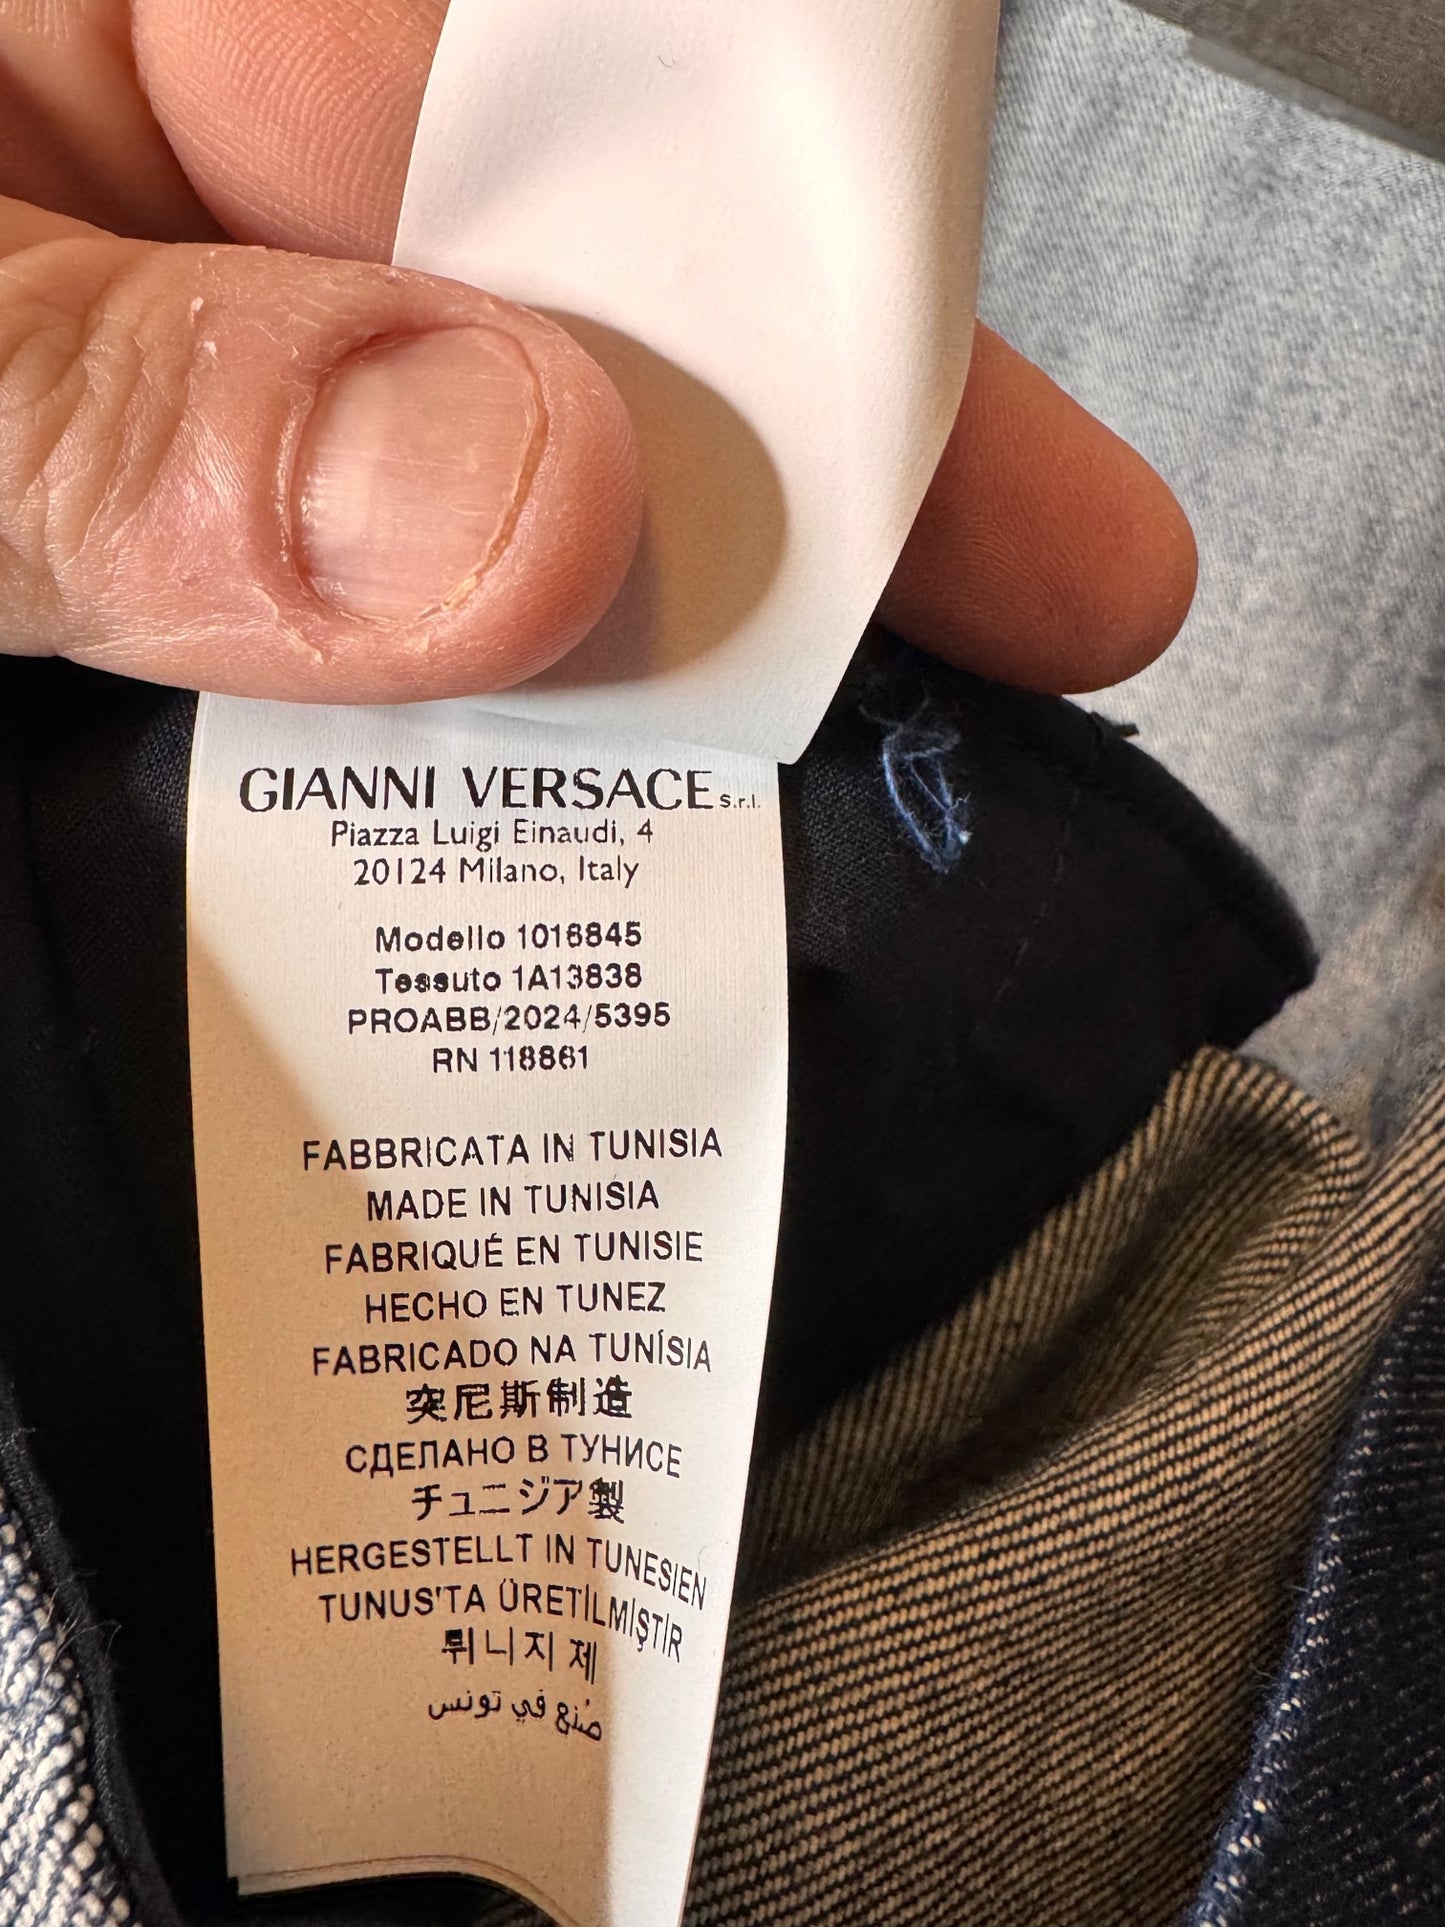 GIANNI VERSACE s.r.l.
Piazza Luigi Einaudi, 4
20124 Milano, Italy
Modello 1016845
Tessuto 1A13838
PROABB/2024/5395
RN 118861
FABBRICATA IN TUNISIA
MADE IN TUNISIA
FABRIQUÉ EN TUNISIE
HECHO EN TUNEZ
FABRICADO NA TUNÍSIA
突尼斯制造
СДЕЛАНО В ТУНИСЕ
チュニジア製
HERGESTELLT IN TUNESIEN
TUNUS'TA ÜRETİLMİŞTİR
튀니지 제
صُنع في تونس